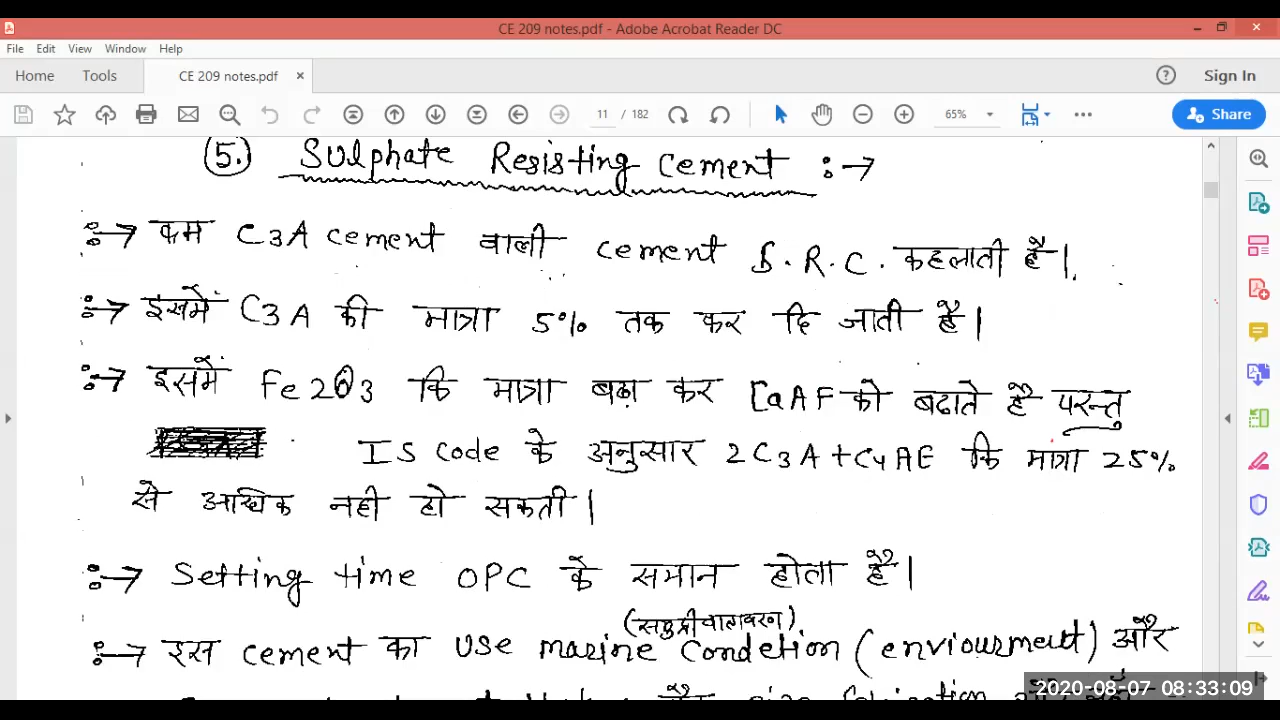 CE 209 notes.pdf - Adobe Acrobat Reader DC
File Edit View Window Help
Home Tools CE 209 notes.pdf × Sign In
11 / 182 65% Share
(5.) Sulphate Resisting Cement :→
:→ कम C3A cement वाली cement S.R.C. कहलाती है।
:→ इसमें C3A की मात्रा 5% तक कर दि जाती है।
:→ इसमें Fe2O3 कि मात्रा बढ़ा कर C4AF को बढाते है परन्तु
IS Code के अनुसार 2C3A+C4AE कि मात्रा 25%
से अधिक नही हो सकती।
:→ Setting time OPC के समान होता है।
(समुद्री वातावरण)
:→ इस cement का use marine condetion (enviourment) और
2020-08-07 08:33:09